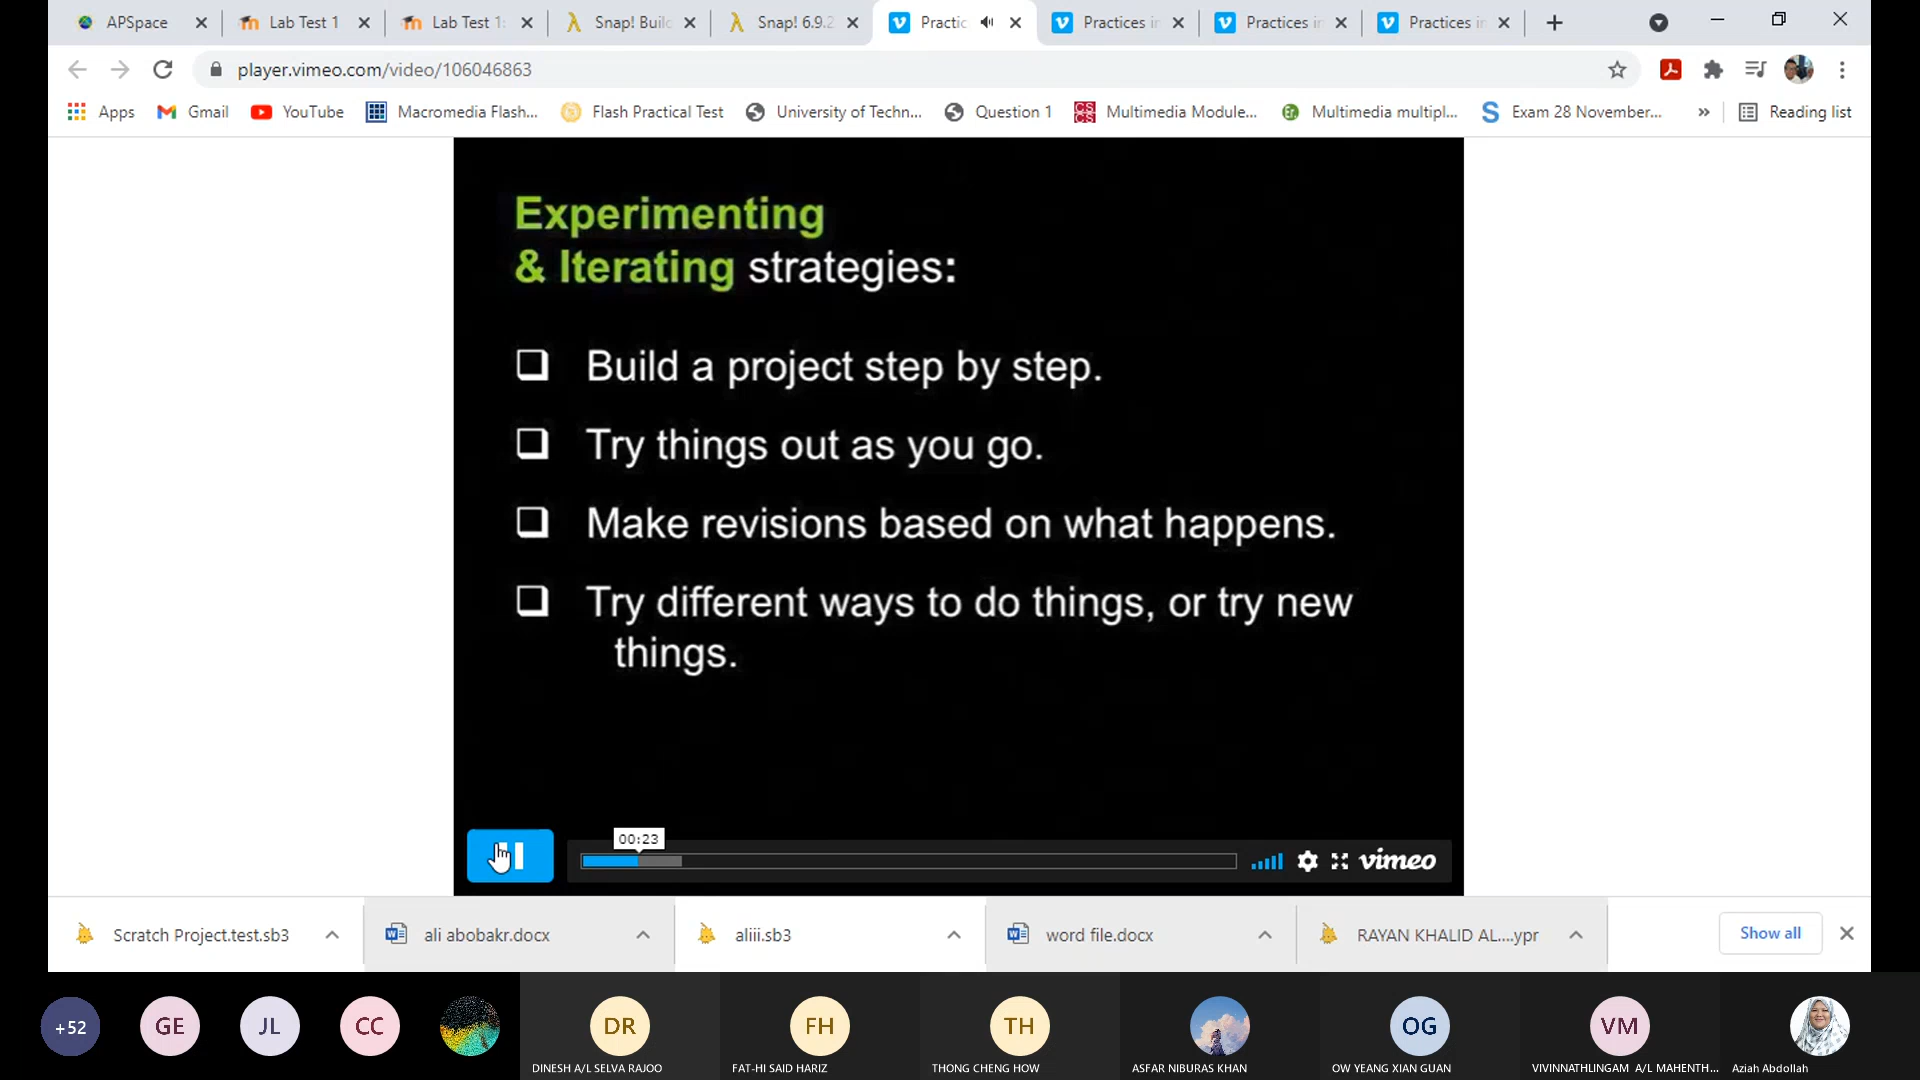 APSpace
Lab Test 1
Lab Test 1:
Snap! Build
Snap! 6.9.2
Practic
Practices in
Practices in
Practices in
player.vimeo.com/video/106046863
Apps
Gmail
YouTube
Macromedia Flash...
Flash Practical Test
University of Techn...
Question 1
Multimedia Module...
Multimedia multipl...
Exam 28 November...
»
Reading list
Experimenting
& Iterating strategies:
Build a project step by step.
Try things out as you go.
Make revisions based on what happens.
Try different ways to do things, or try new
things.
00:23
vimeo
Scratch Project.test.sb3
ali abobakr.docx
aliii.sb3
word file.docx
RAYAN KHALID AL....ypr
Show all
+52
GE
JL
CC
DR
FH
TH
OG
VM
DINESH A/L SELVA RAJOO
FAT-HI SAID HARIZ
THONG CHENG HOW
ASFAR NIBURAS KHAN
OW YEANG XIAN GUAN
VIVINNATHLINGAM A/L MAHENTH...
Aziah Abdollah